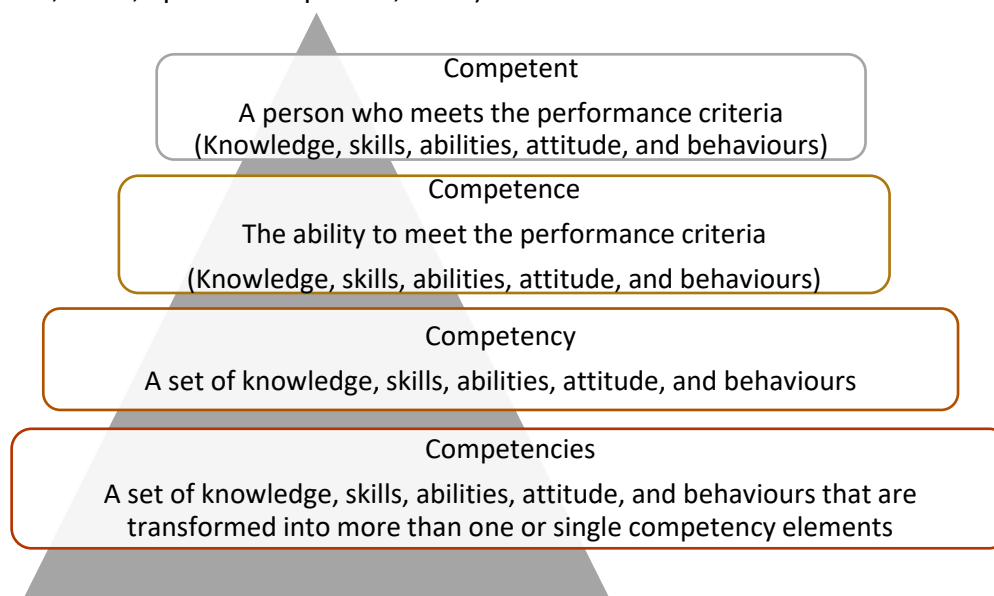 Competent
A person who meets the performance criteria
(Knowledge, skills, abilities, attitude, and behaviours)
Competence
The ability to meet the performance criteria
(Knowledge, skills, abilities, attitude, and behaviours)
Competency
A set of knowledge, skills, abilities, attitude, and behaviours
Competencies
A set of knowledge, skills, abilities, attitude, and behaviours that are
transformed into more than one or single competency elements